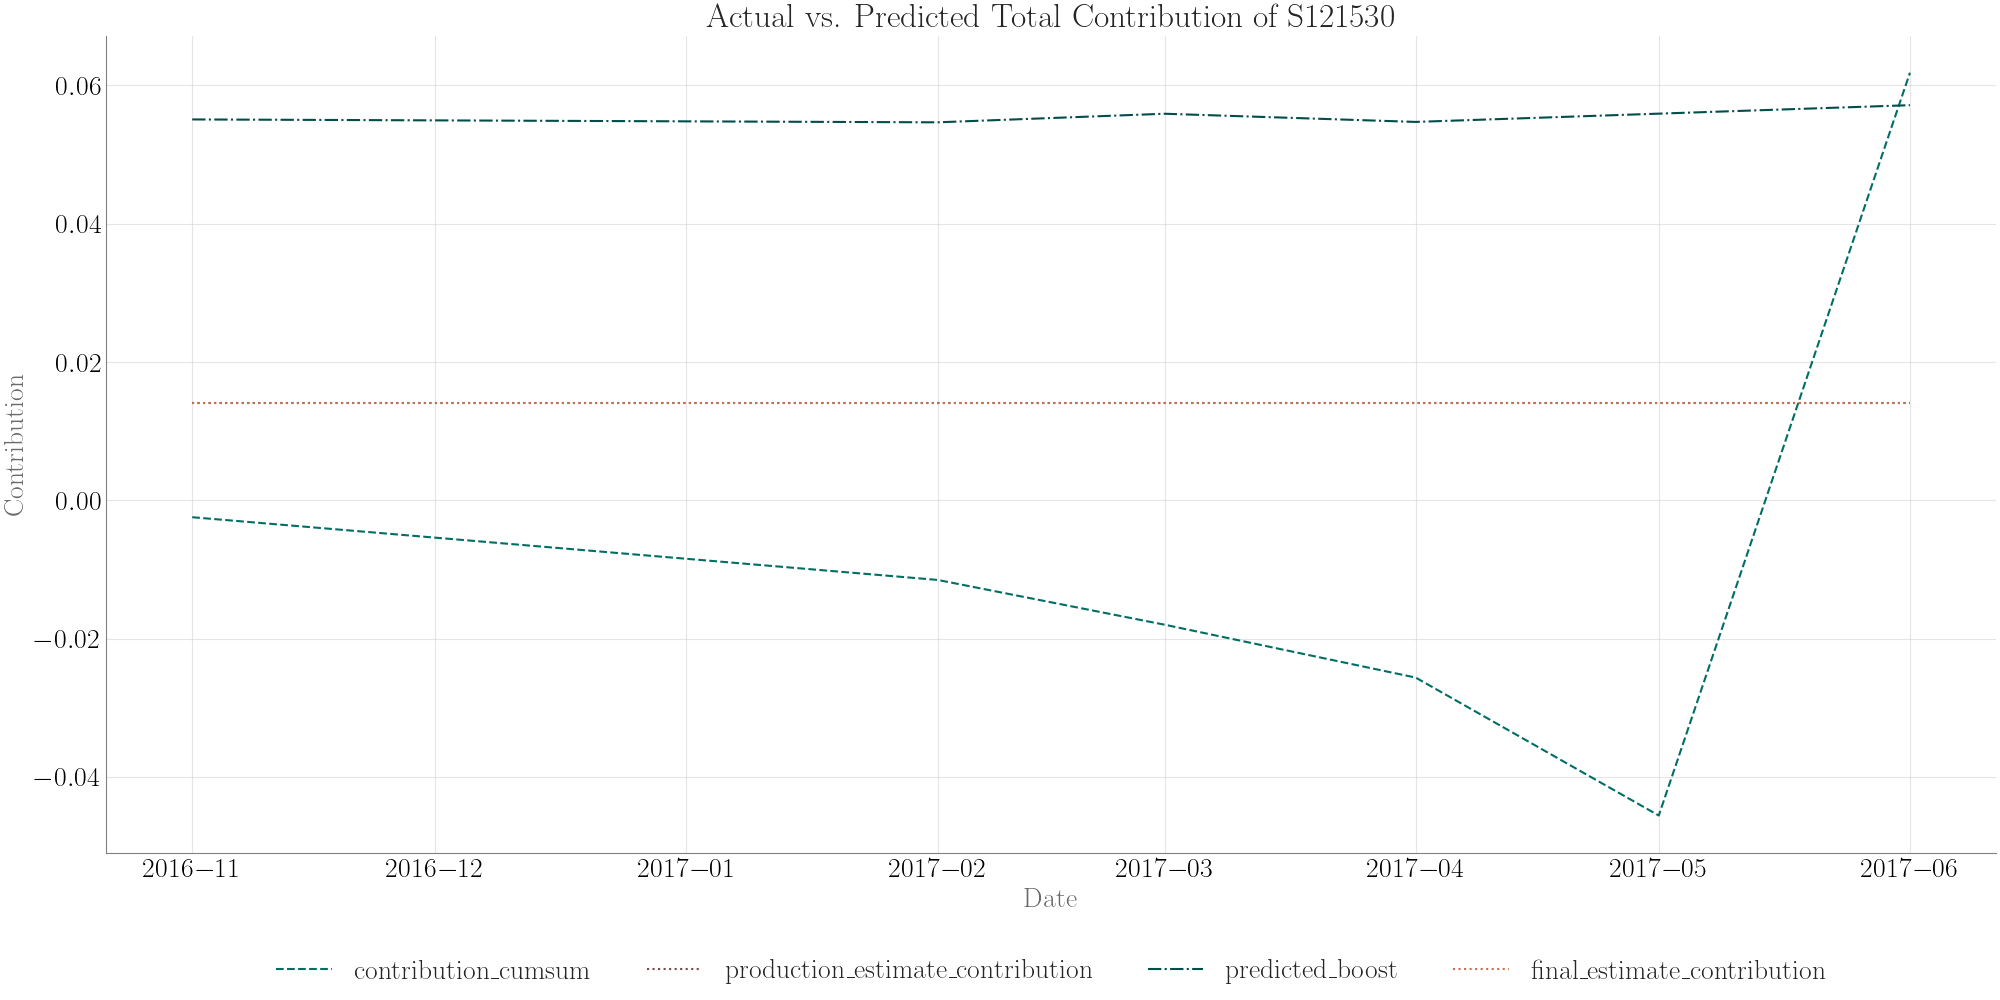 Actual vs. Predicted Total Contribution of S121530
0.06
0.04
0.02
0.00
−0.02
−0.04
Contribution
2016−11 2016−12 2017−01 2017−02 2017−03 2017−04 2017−05 2017−06
Date
contribution_cumsum production_estimate_contribution predicted_boost final_estimate_contribution